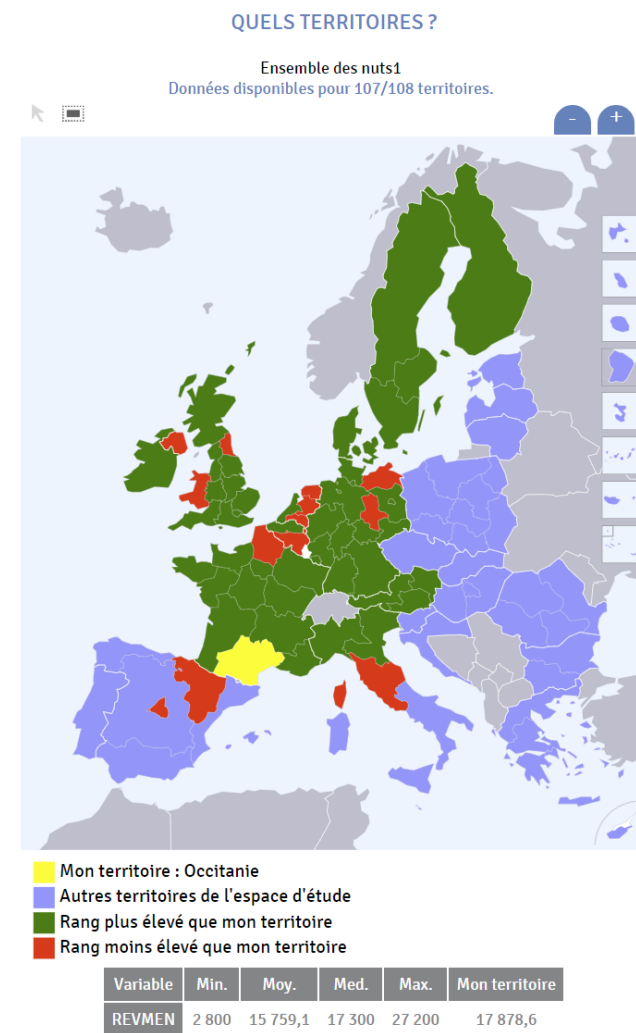 QUELS TERRITOIRES ?
Ensemble des nuts1
Données disponibles pour 107/108 territoires.
- +
Mon territoire : Occitanie
Autres territoires de l'espace d'étude
Rang plus élevé que mon territoire
Rang moins élevé que mon territoire
Variable Min. Moy. Med. Max. Mon territoire
REVMEN 2 800 15 759,1 17 300 27 200 17 878,6